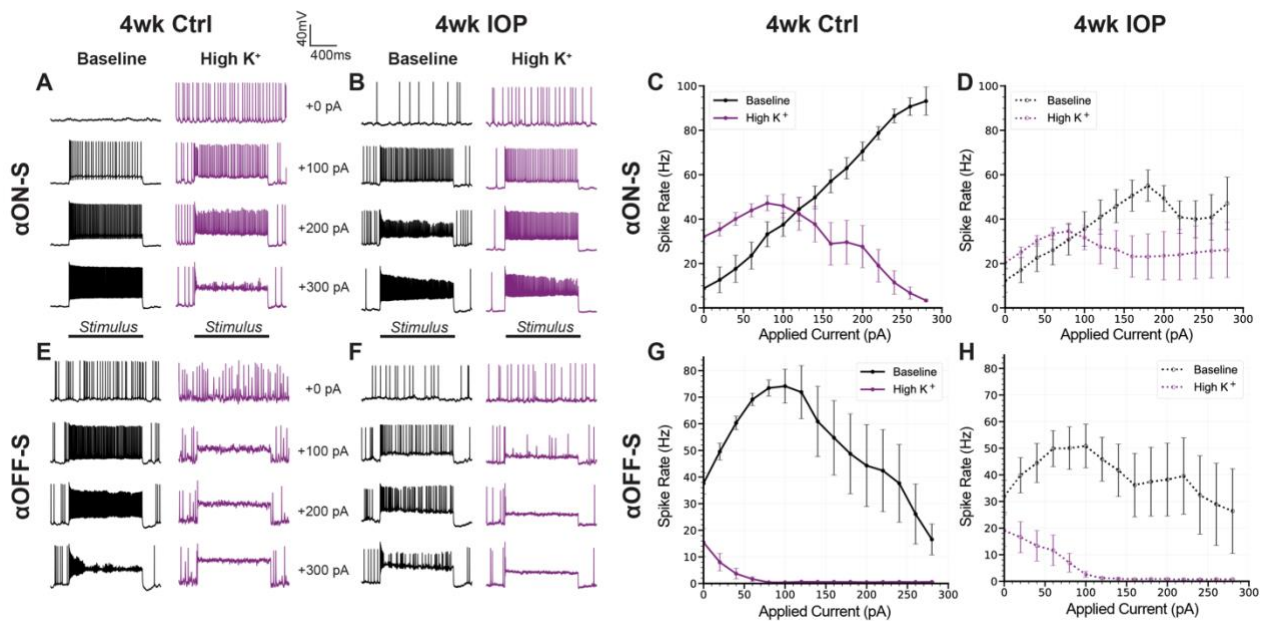 4wk Ctrl
4wk IOP
4wk Ctrl
4wk IOP
40mV
400ms
Baseline
High K⁺
Baseline
High K⁺
A
B
C
D
αON-S
+0 pA
+100 pA
+200 pA
+300 pA
Stimulus
Stimulus
Stimulus
Stimulus
Spike Rate (Hz)
100
80
60
40
20
0
Baseline
High K⁺
0 50 100 150 200 250 300
Applied Current (pA)
Spike Rate (Hz)
100
80
60
40
20
0
Baseline
High K⁺
0 50 100 150 200 250 300
Applied Current (pA)
E
F
G
H
αOFF-S
+0 pA
+100 pA
+200 pA
+300 pA
αOFF-S
αON-S
Spike Rate (Hz)
80
70
60
50
40
30
20
10
0
Baseline
High K⁺
0 50 100 150 200 250 300
Applied Current (pA)
Spike Rate (Hz)
80
70
60
50
40
30
20
10
0
Baseline
High K⁺
0 50 100 150 200 250 300
Applied Current (pA)